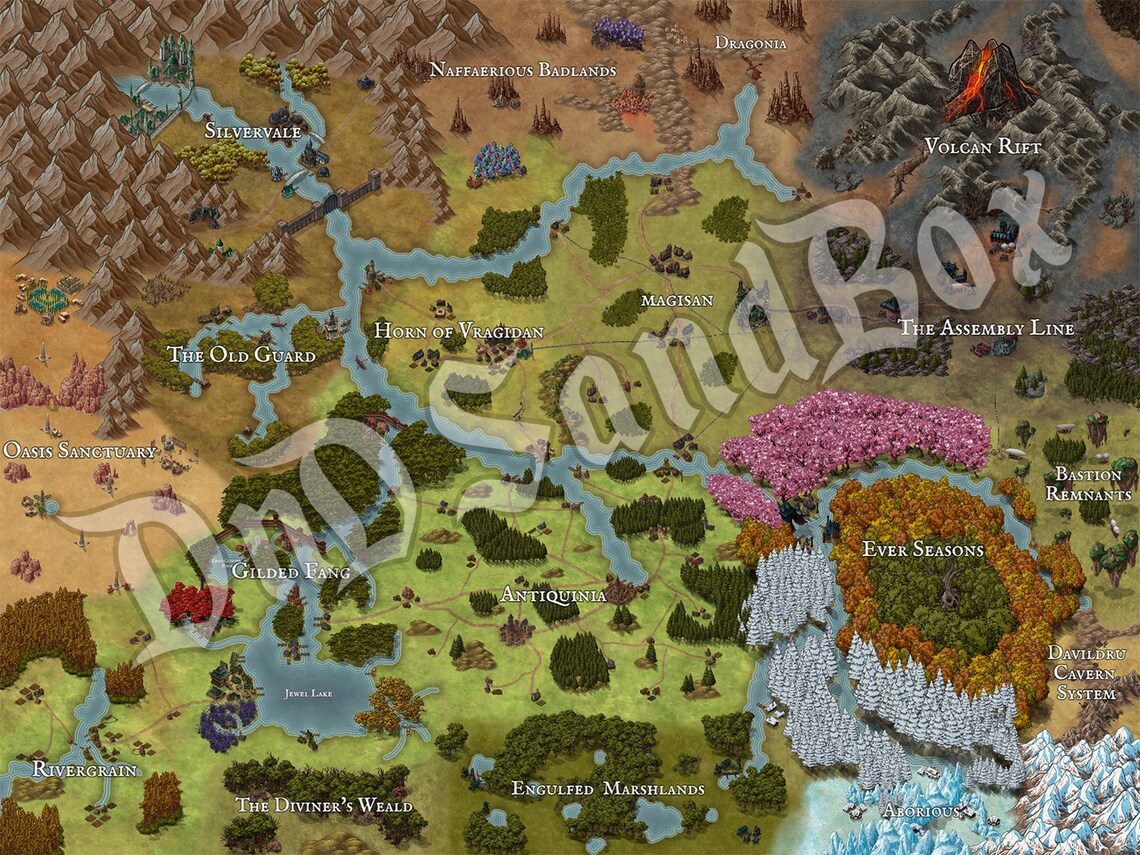 Dragonia
Naffaerious Badlands
Silvervale
Volcan Rift
Magisan
Horn of Vragidan
The Assembly Line
The Old Guard
Oasis Sanctuary
Bastion
Remnants
Ever Seasons
Gilded Fang
Antiquinia
Davildru
Cavern
System
Jewel Lake
Rivergrain
Engulfed Marshlands
The Diviner's Weald
Aborious
DnDSandBox